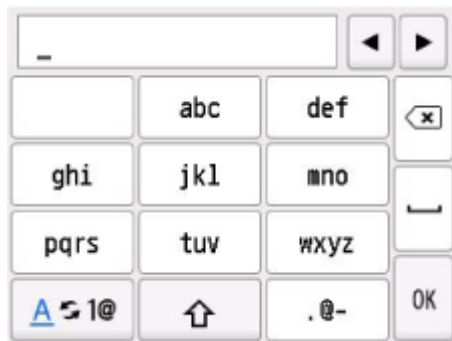 _
abc def
ghi jkl mno
pqrs tuv wxyz
A 1@ .@- OK